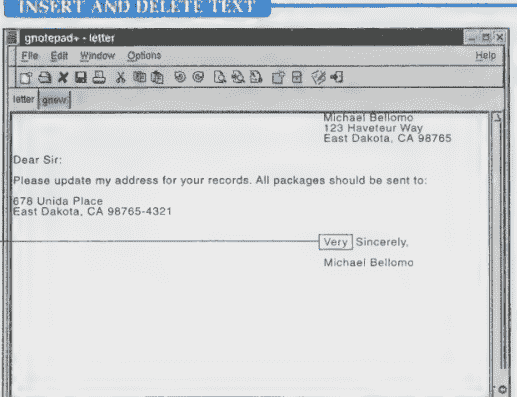 INSERT AND DELETE TEXT
gnotepad+ - letter
File Edit Window Options Help
letter gnew
Michael Bellomo
123 Haveteur Way
East Dakota, CA 98765
Dear Sir:
Please update my address for your records. All packages should be sent to:
678 Unida Place
East Dakota, CA 98765-4321
Very Sincerely,
Michael Bellomo